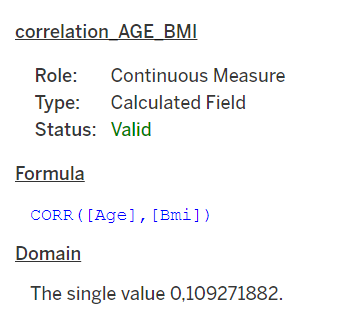 correlation_AGE_BMI
Role: Continuous Measure
Type: Calculated Field
Status: Valid
Formula
CORR([Age],[Bmi])
Domain
The single value 0,109271882.